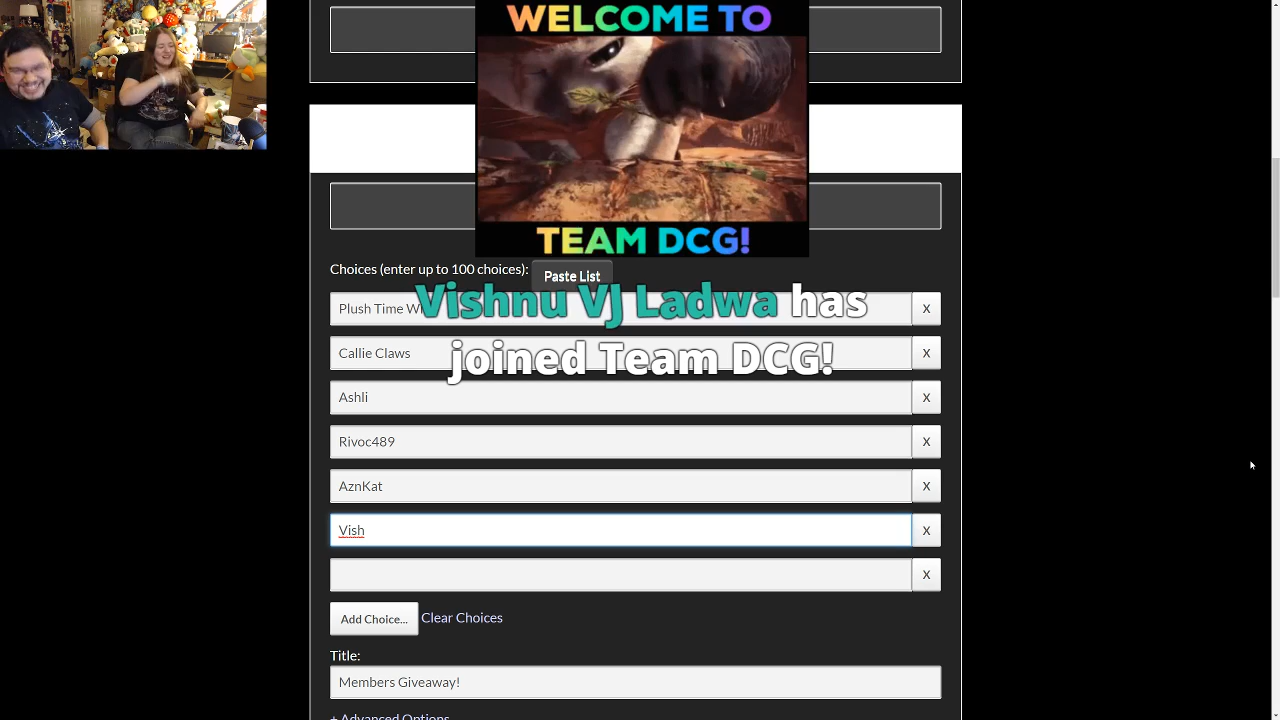 WELCOME TO
TEAM DCG!
Choices (enter up to 100 choices):
Paste List
Vishnu VJ Ladwa has
joined Team DCG!
Plush Time
X
Callie Claws
X
Ashli
X
Rivoc489
X
AznKat
X
Vish
X
X
Add Choice...
Clear Choices
Title:
Members Giveaway!
+ Advanced Options